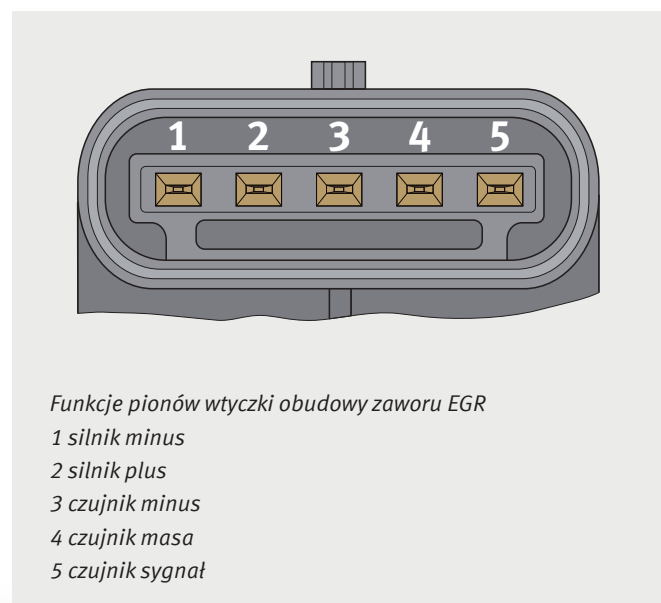 1 2 3 4 5
Funkcje pionów wtyczki obudowy zaworu EGR
1 silnik minus
2 silnik plus
3 czujnik minus
4 czujnik masa
5 czujnik sygnał